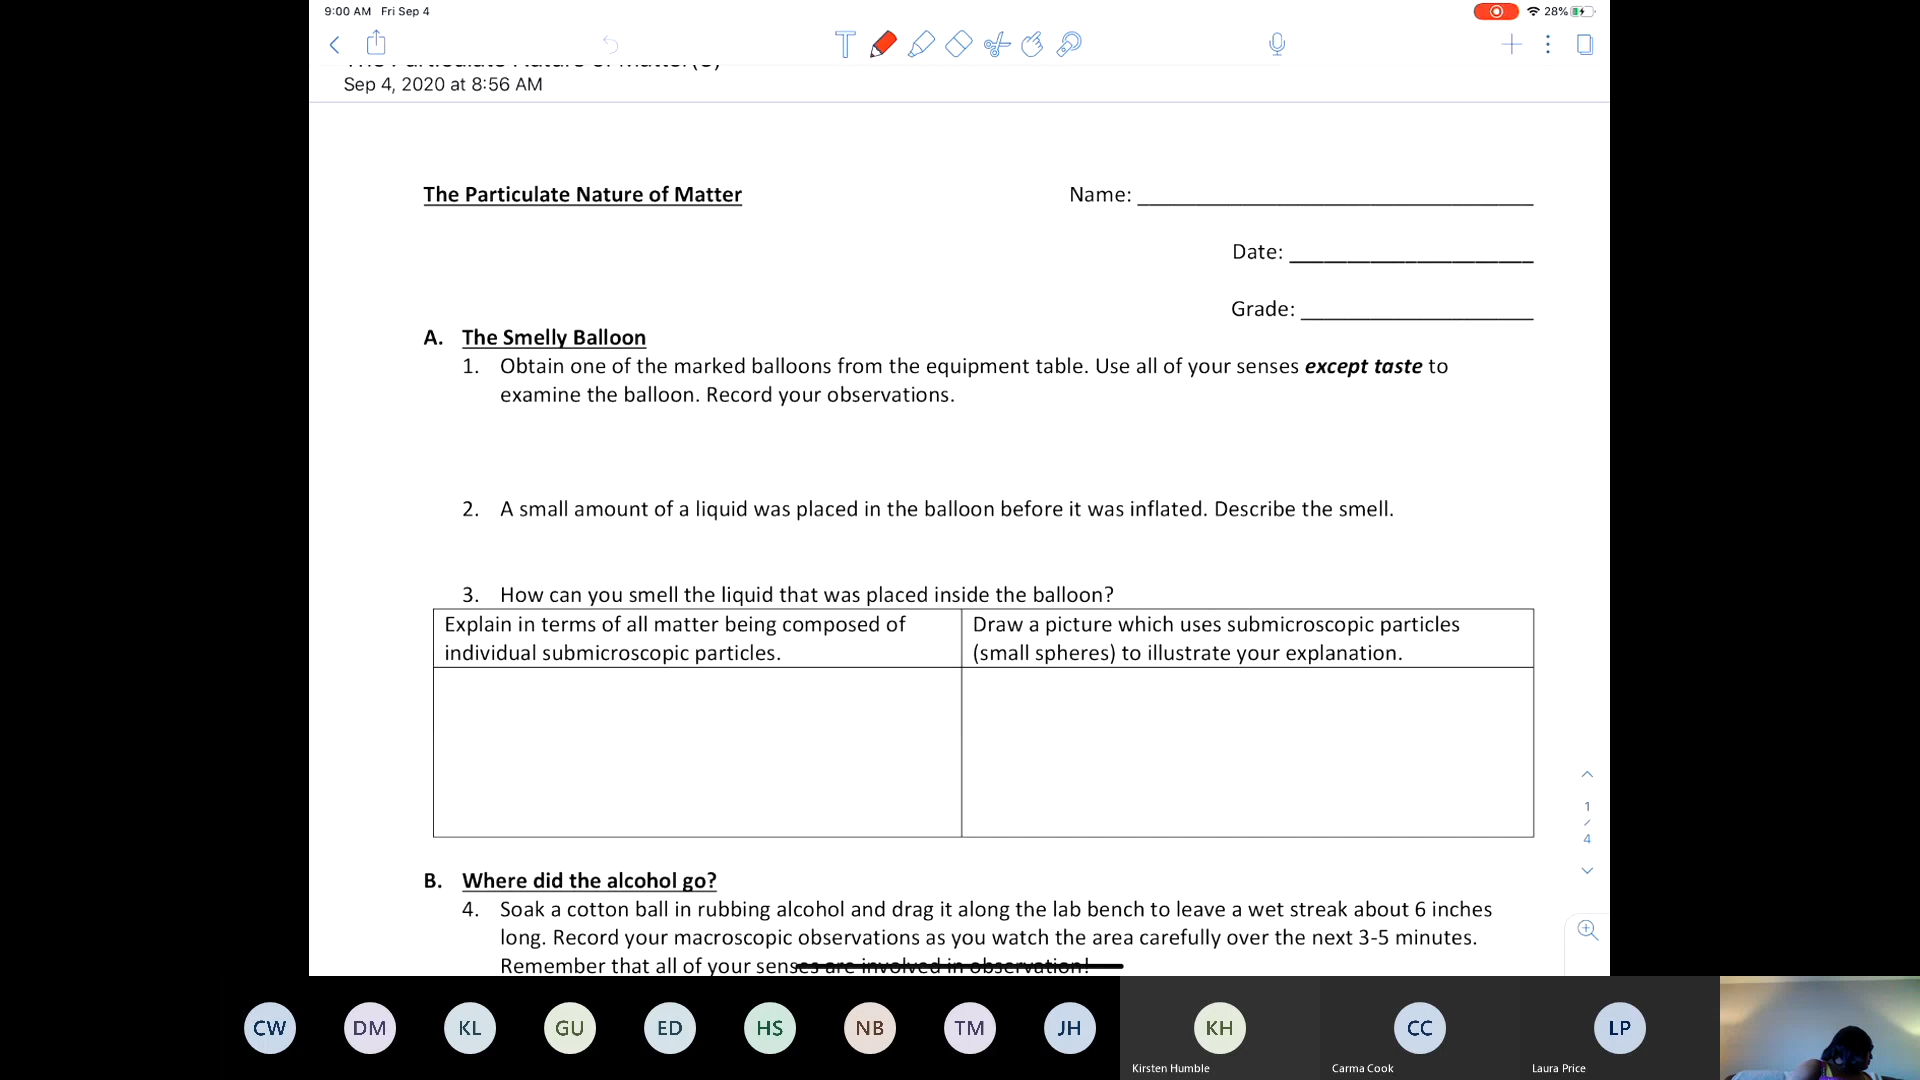 9:00 AM Fri Sep 4
28%
The Particulate Nature of Matter(3)
Sep 4, 2020 at 8:56 AM
The Particulate Nature of Matter
Name:
Date:
Grade:
A. The Smelly Balloon
1. Obtain one of the marked balloons from the equipment table. Use all of your senses except taste to
examine the balloon. Record your observations.
2. A small amount of a liquid was placed in the balloon before it was inflated. Describe the smell.
3. How can you smell the liquid that was placed inside the balloon?
Explain in terms of all matter being composed of
individual submicroscopic particles.
Draw a picture which uses submicroscopic particles
(small spheres) to illustrate your explanation.
1
/
4
B. Where did the alcohol go?
4. Soak a cotton ball in rubbing alcohol and drag it along the lab bench to leave a wet streak about 6 inches
long. Record your macroscopic observations as you watch the area carefully over the next 3-5 minutes.
Remember that all of your senses are involved in observation!
CW DM KL GU ED HS NB TM JH KH CC LP
Kirsten Humble
Carma Cook
Laura Price